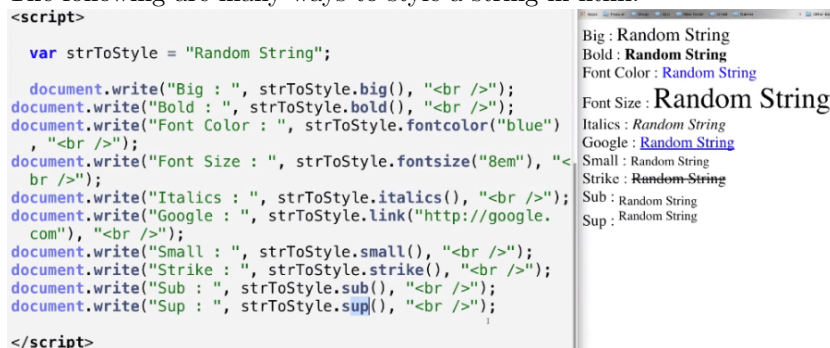 <script>
var strToStyle = "Random String";
document.write("Big : ", strToStyle.big(), "<br />");
document.write("Bold : ", strToStyle.bold(), "<br />");
document.write("Font Color : ", strToStyle.fontcolor("blue")
, "<br />");
document.write("Font Size : ", strToStyle.fontsize("8em"), "<
br />");
document.write("Italics : ", strToStyle.italics(), "<br />");
document.write("Google : ", strToStyle.link("http://google.
com"), "<br />");
document.write("Small : ", strToStyle.small(), "<br />");
document.write("Strike : ", strToStyle.strike(), "<br />");
document.write("Sub : ", strToStyle.sub(), "<br />");
document.write("Sup : ", strToStyle.sup(), "<br />");
</script>
Big : Random String
Bold : Random String
Font Color : Random String
Font Size : Random String
Italics : Random String
Google : Random String
Small : Random String
Strike : Random String
Sub : Random String
Sup : Random String